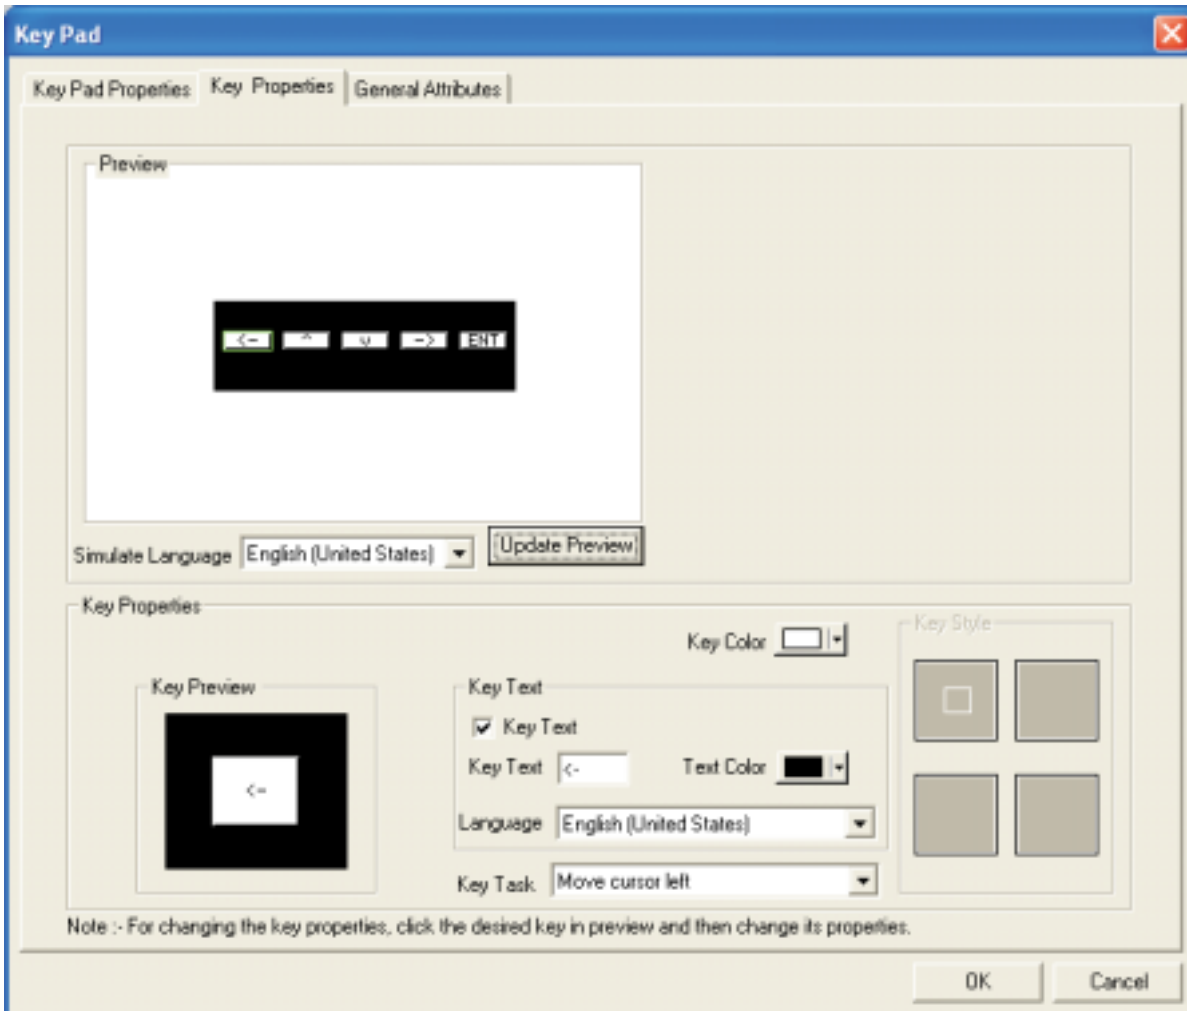 Key Pad
Key Pad Properties Key Properties General Attributes
Preview
<- ^ v -> ENT
Simulate Language English (United States) Update Preview
Key Properties
Key Color
Key Style
Key Preview
Key Text
Key Text
<-
Key Text <- Text Color
Language English (United States)
Key Task Move cursor left
Note :- For changing the key properties, click the desired key in preview and then change its properties.
OK Cancel